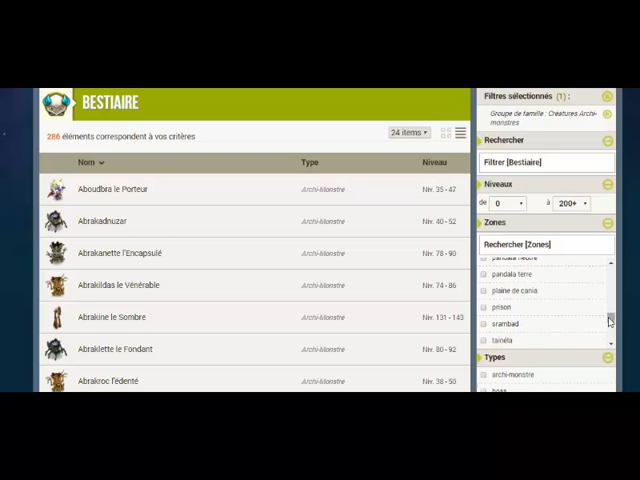 BESTIAIRE
286 éléments correspondent à vos critères
24 items
Nom Type Niveau
Aboudbra le Porteur Archi-Monstre Niv. 35 - 47
Abrakadnuzar Archi-Monstre Niv. 40 - 52
Abrakanette l'Encapsulé Archi-Monstre Niv. 78 - 90
Abrakildas le Vénérable Archi-Monstre Niv. 74 - 86
Abrakine le Sombre Archi-Monstre Niv. 131 - 143
Abraklette le Fondant Archi-Monstre Niv. 80 - 92
Abrakroc l'édenté Archi-Monstre Niv. 38 - 50
Filtres sélectionnés (1) :
Groupe de famille : Créatures Archi-
monstres
Rechercher
Filtrer [Bestiaire]
Niveaux
de 0 à 200+
Zones
Rechercher [Zones]
pandala neutre
pandala terre
plaine de cania
prison
srambad
tainéla
Types
archi-monstre